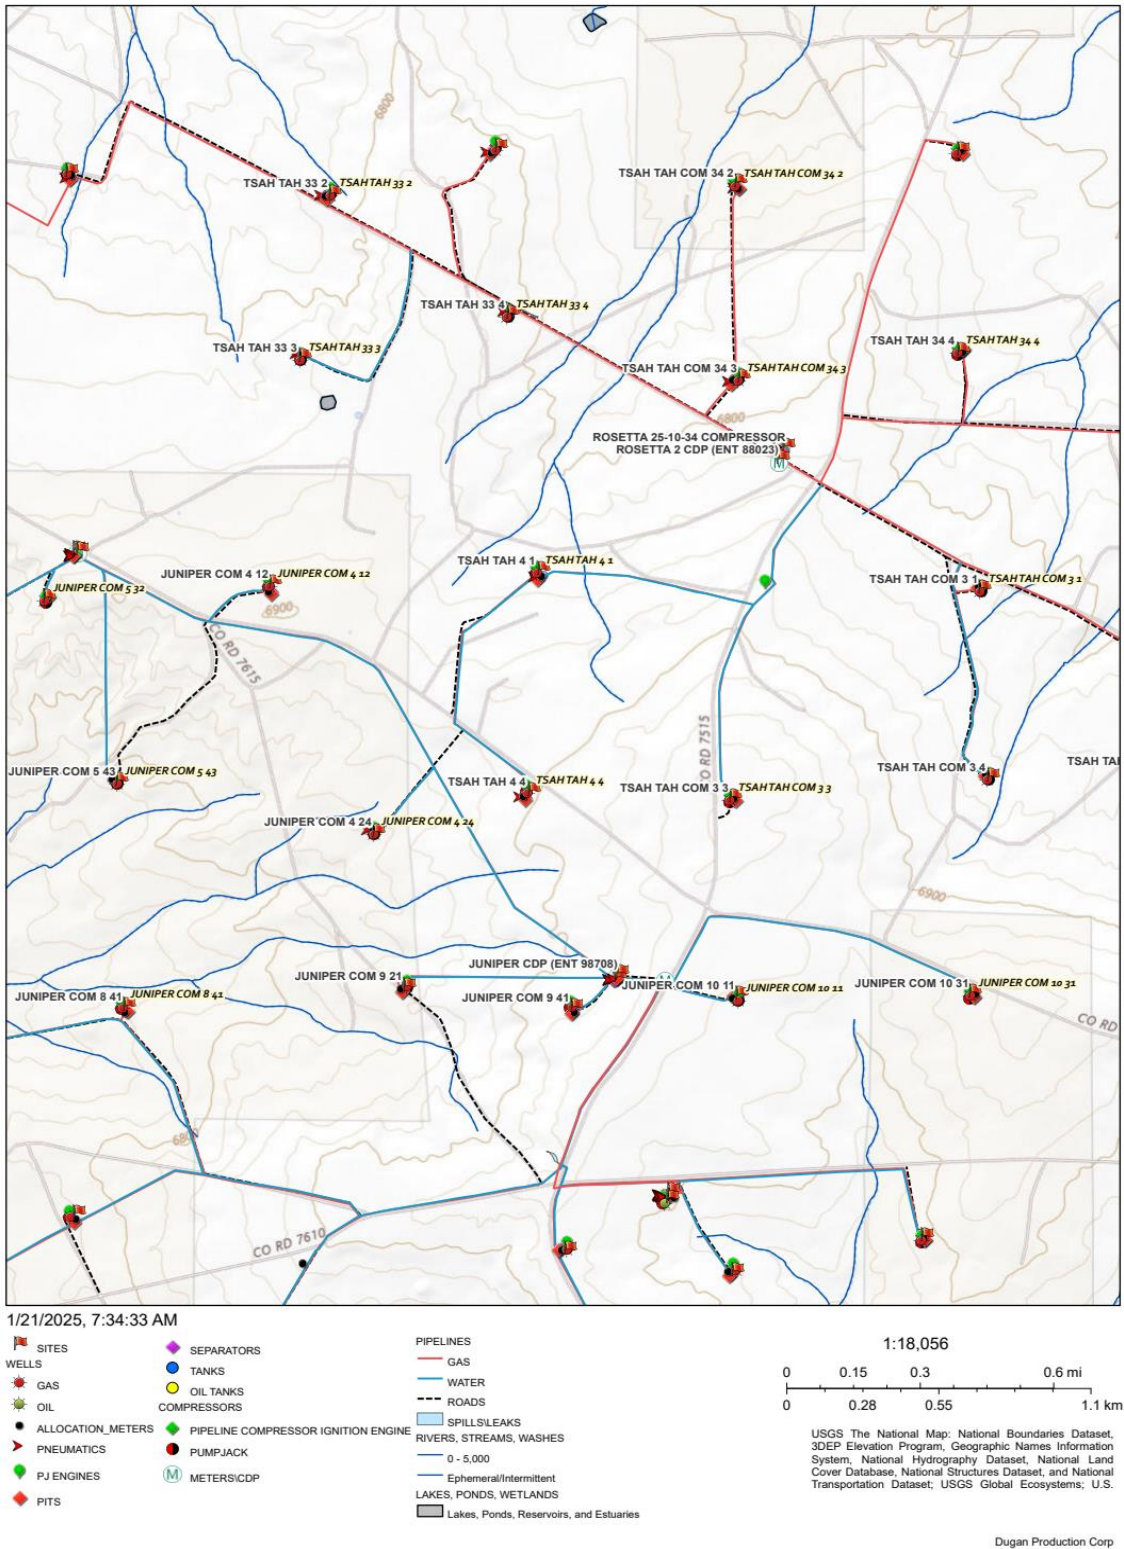 6800
TSAH TAH 33 2
TSAH TAH 33 2
TSAH TAH COM 34 2
TSAH TAH COM 34 2
TSAH TAH 33 4
TSAH TAH 33 4
TSAH TAH 33 3
TSAH TAH 33 3
TSAH TAH 34 4
TSAH TAH 34 4
TSAH TAH COM 34 3
TSAH TAH COM 34 3
6800
ROSETTA 25-10-34 COMPRESSOR
ROSETTA 2 CDP (ENT 88023)
M
TSAH TAH 4 1
TSAH TAH 4 1
JUNIPER COM 4 12
JUNIPER COM 4 12
JUNIPER COM 5 32
6900
TSAH TAH COM 3 1
TSAH TAH COM 3 1
CO RD 7615
CO RD 7515
JUNIPER COM 5 43
JUNIPER COM 5 43
TSAH TAH 4 4
TSAH TAH 4 4
TSAH TAH COM 3 3
TSAH TAH COM 3 3
TSAH TAH COM 3 4
TSAH TAH
JUNIPER COM 4 24
JUNIPER COM 4 24
6900
JUNIPER CDP (ENT 98708)
JUNIPER COM 9 21
M
JUNIPER COM 10 11
JUNIPER COM 10 11
JUNIPER COM 10 31
JUNIPER COM 10 31
JUNIPER COM 8 41
JUNIPER COM 8 41
JUNIPER COM 9 41
CO RD
6800
CO RD 7610
1/21/2025, 7:34:33 AM
SITES
WELLS
GAS
OIL
ALLOCATION_METERS
PNEUMATICS
PJ ENGINES
PITS
SEPARATORS
TANKS
OIL TANKS
COMPRESSORS
PIPELINE COMPRESSOR IGNITION ENGINE
PUMPJACK
M METERS\CDP
PIPELINES
GAS
WATER
ROADS
SPILLS\LEAKS
RIVERS, STREAMS, WASHES
0 - 5,000
Ephemeral/Intermittent
LAKES, PONDS, WETLANDS
Lakes, Ponds, Reservoirs, and Estuaries
1:18,056
0 0.15 0.3 0.6 mi
0 0.28 0.55 1.1 km
USGS The National Map: National Boundaries Dataset,
3DEP Elevation Program, Geographic Names Information
System, National Hydrography Dataset, National Land
Cover Database, National Structures Dataset, and National
Transportation Dataset; USGS Global Ecosystems; U.S.
Dugan Production Corp